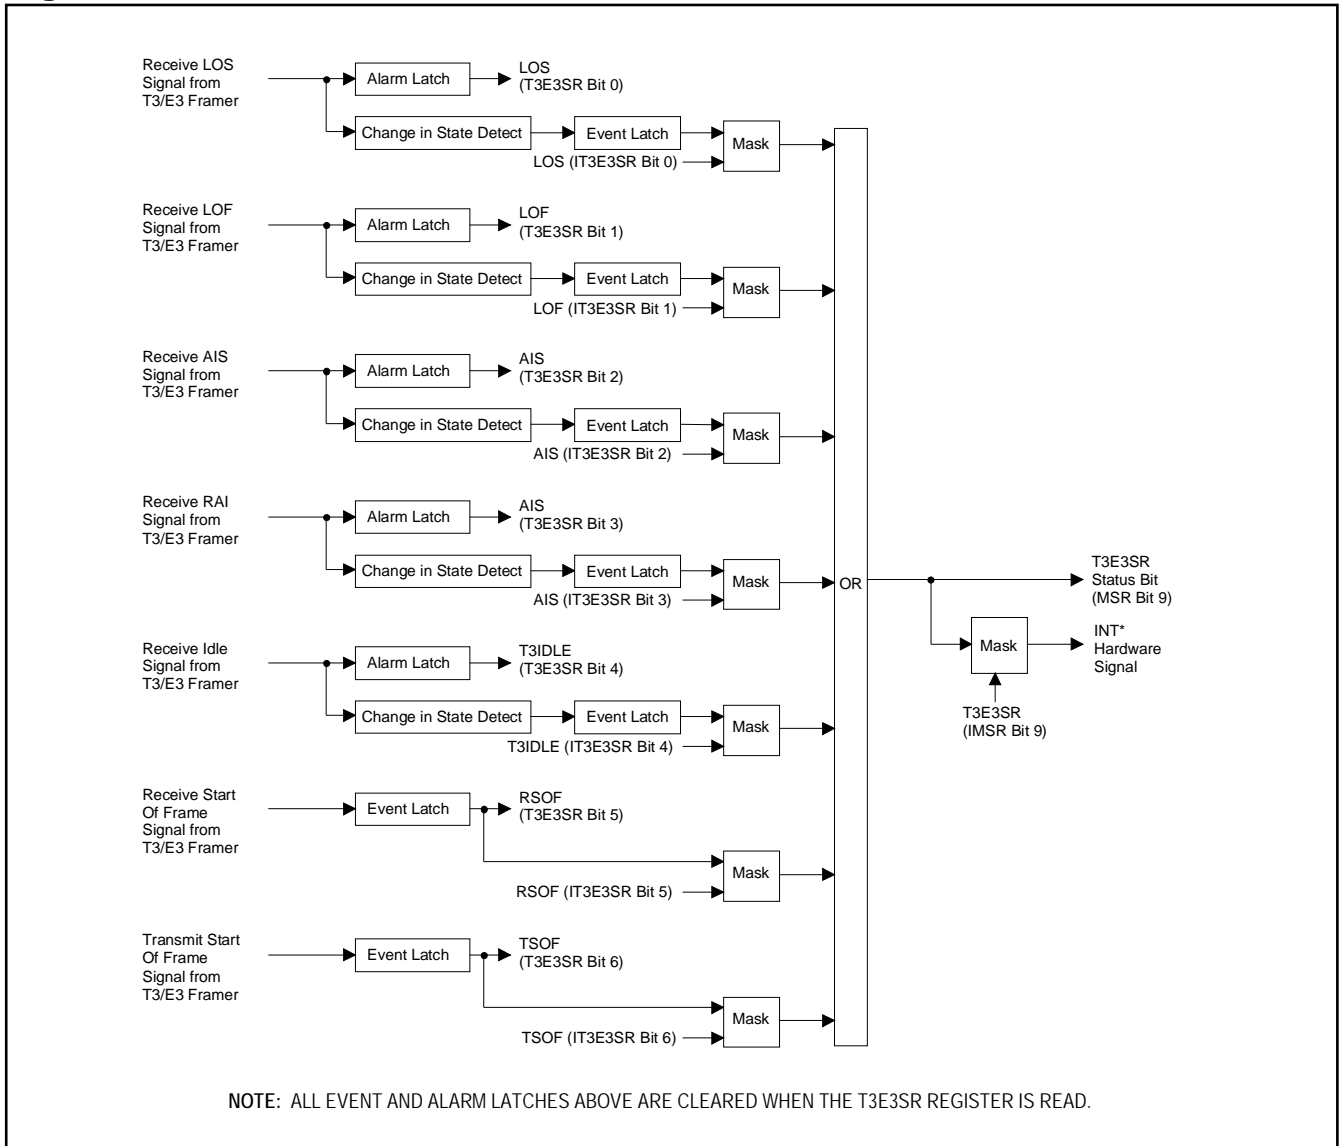 Receive LOS
Signal from
T3/E3 Framer
Alarm Latch
LOS
(T3E3SR Bit 0)
Change in State Detect
Event Latch
LOS (IT3E3SR Bit 0)
Mask
Receive LOF
Signal from
T3/E3 Framer
Alarm Latch
LOF
(T3E3SR Bit 1)
Change in State Detect
Event Latch
LOF (IT3E3SR Bit 1)
Mask
Receive AIS
Signal from
T3/E3 Framer
Alarm Latch
AIS
(T3E3SR Bit 2)
Change in State Detect
Event Latch
AIS (IT3E3SR Bit 2)
Mask
Receive RAI
Signal from
T3/E3 Framer
Alarm Latch
AIS
(T3E3SR Bit 3)
Change in State Detect
Event Latch
AIS (IT3E3SR Bit 3)
Mask
OR
T3E3SR
Status Bit
(MSR Bit 9)
Mask
INT*
Hardware
Signal
T3E3SR
(IMSR Bit 9)
Receive Idle
Signal from
T3/E3 Framer
Alarm Latch
T3IDLE
(T3E3SR Bit 4)
Change in State Detect
Event Latch
T3IDLE (IT3E3SR Bit 4)
Mask
Receive Start
Of Frame
Signal from
T3/E3 Framer
Event Latch
RSOF
(T3E3SR Bit 5)
RSOF (IT3E3SR Bit 5)
Mask
Transmit Start
Of Frame
Signal from
T3/E3 Framer
Event Latch
TSOF
(T3E3SR Bit 6)
TSOF (IT3E3SR Bit 6)
Mask
NOTE: ALL EVENT AND ALARM LATCHES ABOVE ARE CLEARED WHEN THE T3E3SR REGISTER IS READ.